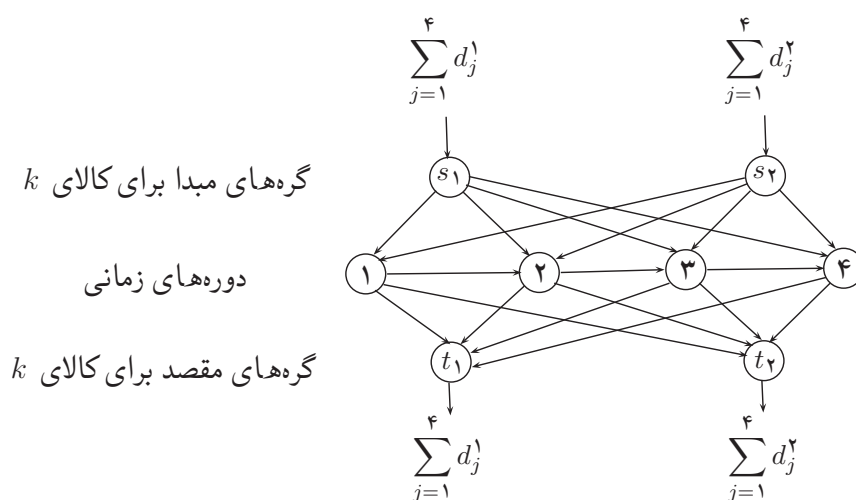 ∑_{j=۱}^{۴} d_j^۱ ∑_{j=۱}^{۴} d_j^۲
گره‌های مبدا برای کالای k
s۱ s۲
دوره‌های زمانی
۱ ۲ ۳ ۴
گره‌های مقصد برای کالای k
t۱ t۲
∑_{j=۱}^{۴} d_j^۱ ∑_{j=۱}^{۴} d_j^۲